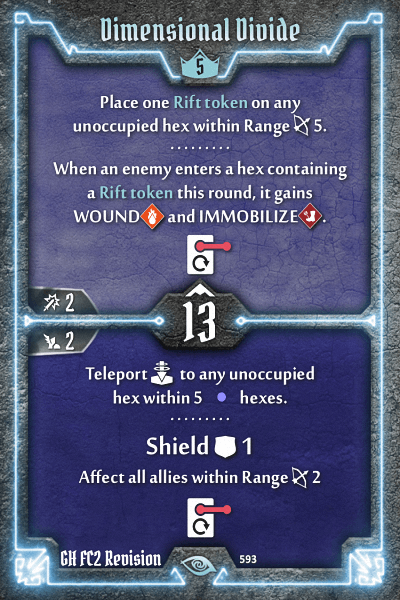 Dimensional Divide
5
Place one Rift token on any
unoccupied hex within Range 5.
When an enemy enters a hex containing
a Rift token this round, it gains
WOUND and IMMOBILIZE.
2
13
2
Teleport to any unoccupied
hex within 5 hexes.
Shield 1
Affect all allies within Range 2
GH FC2 Revision
593